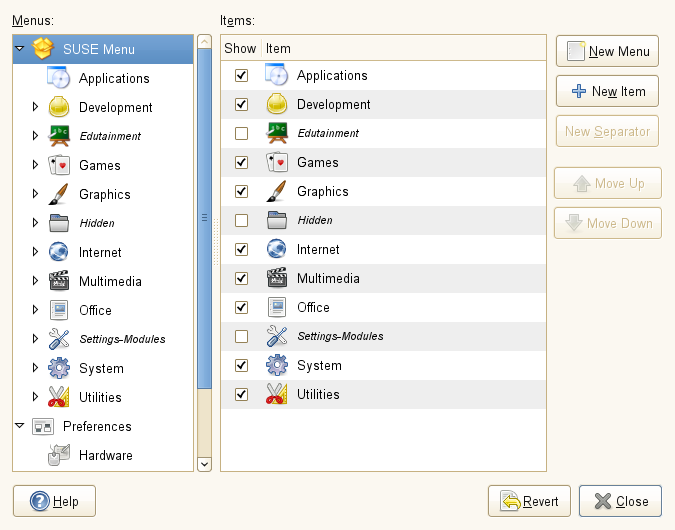 Menus:
SUSE Menu
Applications
Development
Edutainment
Games
Graphics
Hidden
Internet
Multimedia
Office
Settings-Modules
System
Utilities
Preferences
Hardware
Items:
Show Item
Applications
Development
Edutainment
Games
Graphics
Hidden
Internet
Multimedia
Office
Settings-Modules
System
Utilities
New Menu
New Item
New Separator
Move Up
Move Down
Help
Revert
Close